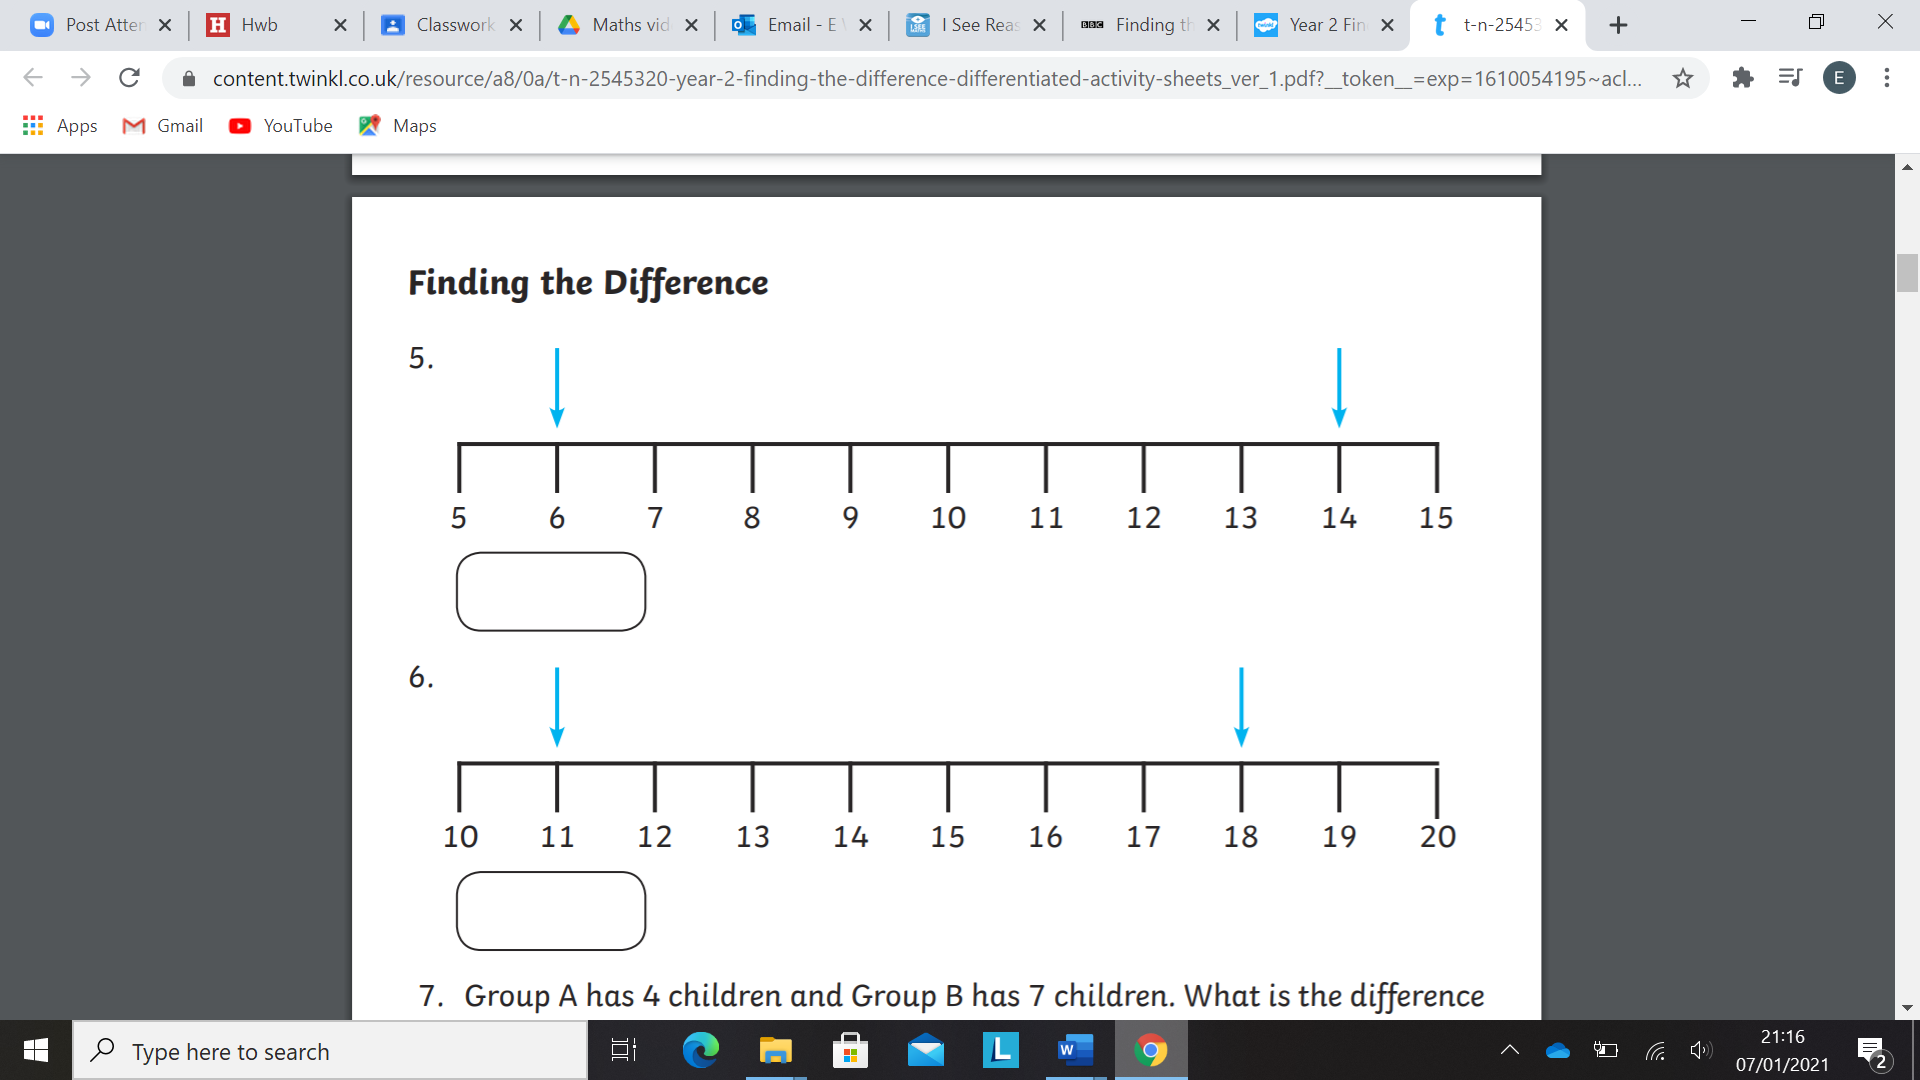 Post Atten
Hwb
Classwork
Maths vid
Email - E
I See Reas
BBC Finding th
Year 2 Fin
t-n-25453
content.twinkl.co.uk/resource/a8/0a/t-n-2545320-year-2-finding-the-difference-differentiated-activity-sheets_ver_1.pdf?__token__=exp=1610054195~acl...
E
Apps Gmail YouTube Maps
Finding the Difference
5.
5 6 7 8 9 10 11 12 13 14 15
6.
10 11 12 13 14 15 16 17 18 19 20
7. Group A has 4 children and Group B has 7 children. What is the difference
Type here to search
21:16
07/01/2021
2